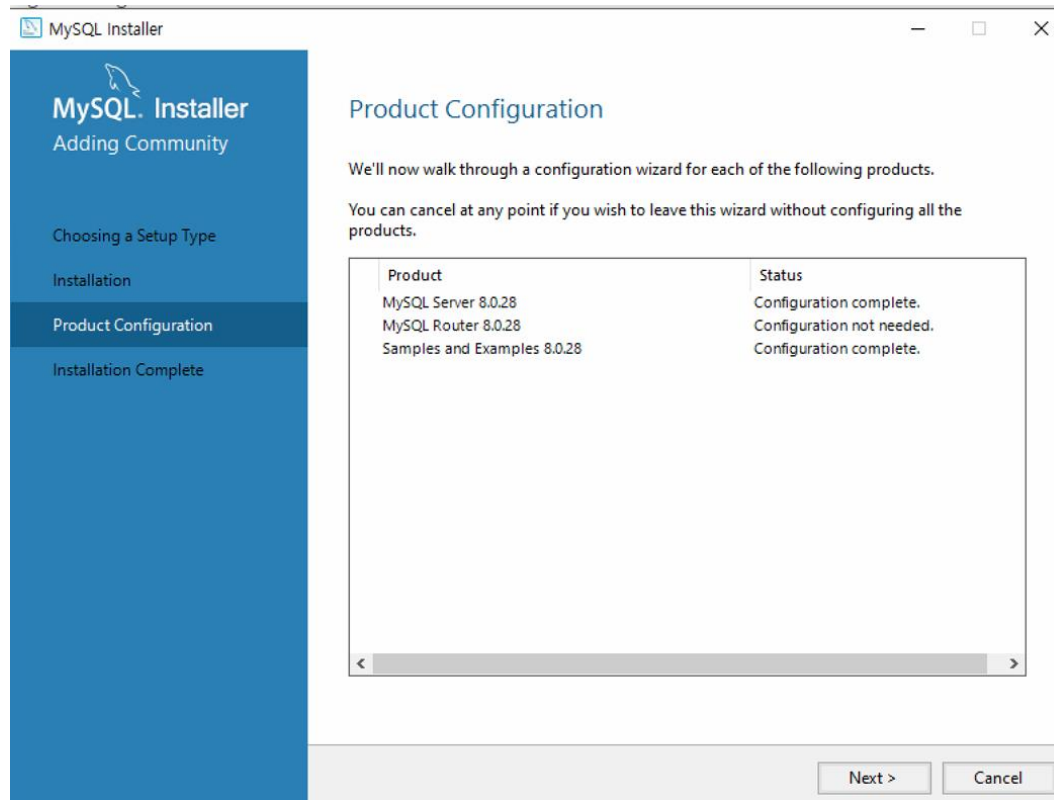 MySQL Installer
MySQL. Installer
Adding Community
Choosing a Setup Type
Installation
Product Configuration
Installation Complete
Product Configuration
We'll now walk through a configuration wizard for each of the following products.
You can cancel at any point if you wish to leave this wizard without configuring all the
products.
Product Status
MySQL Server 8.0.28 Configuration complete.
MySQL Router 8.0.28 Configuration not needed.
Samples and Examples 8.0.28 Configuration complete.
Next > Cancel